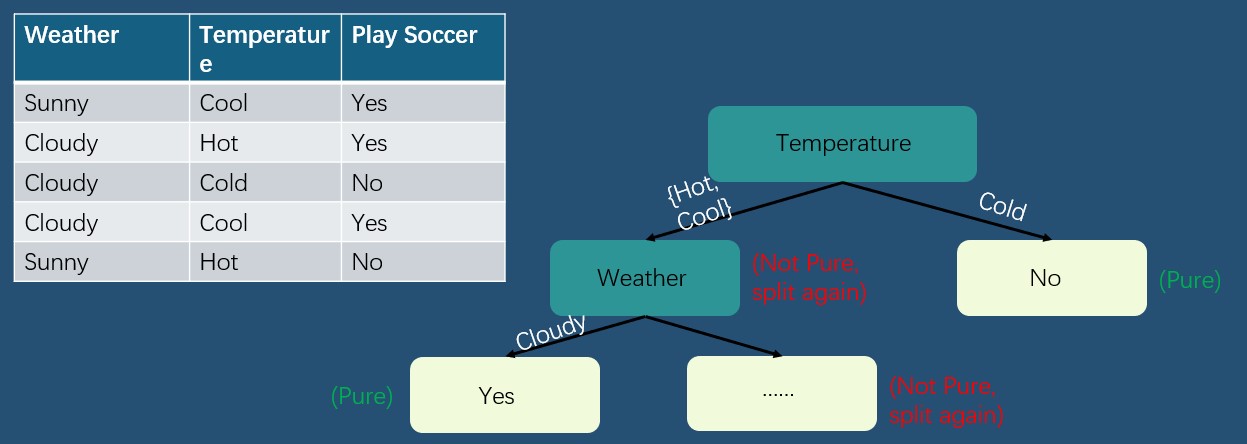 Weather Temperatur Play Soccer
e
Sunny Cool Yes
Cloudy Hot Yes
Cloudy Cold No
Cloudy Cool Yes
Sunny Hot No
Temperature
{Hot,
Cool}
Cold
Weather
(Not Pure,
split again)
No
(Pure)
Cloudy
(Pure)
Yes
......
(Not Pure,
split again)